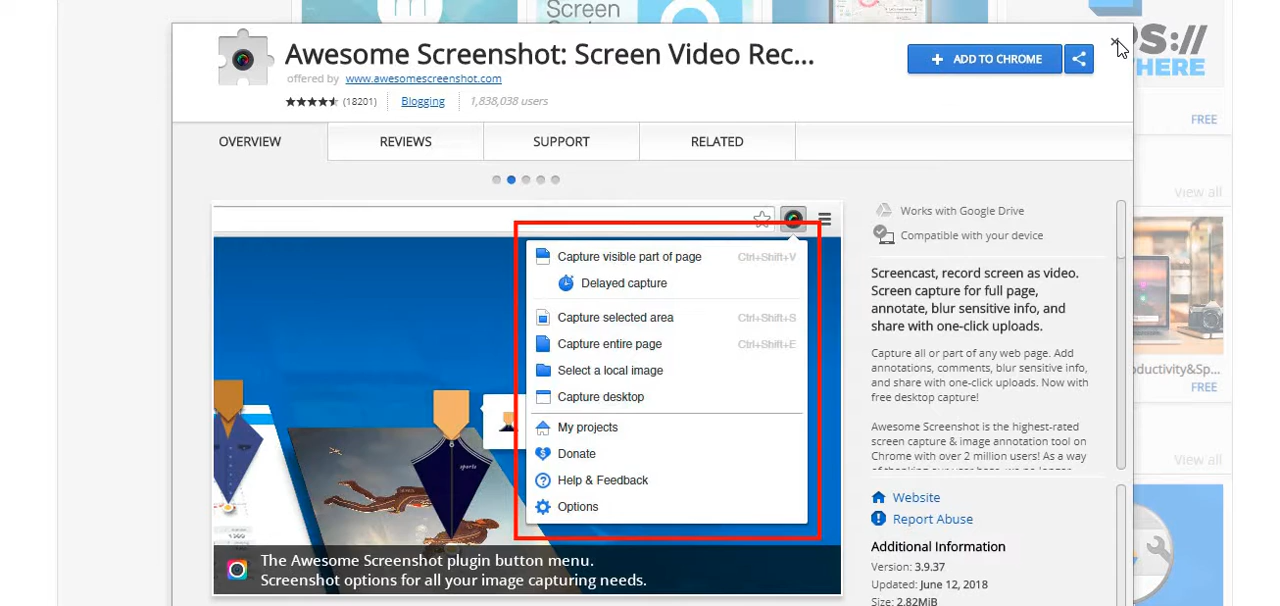 Screen
S://
HERE
Awesome Screenshot: Screen Video Rec...
offered by www.awesomescreenshot.com
(18201) Blogging 1,838,038 users
+ ADD TO CHROME
FREE
OVERVIEW REVIEWS SUPPORT RELATED
View all
Capture visible part of page Ctrl+Shift+V
Delayed capture
Capture selected area Ctrl+Shift+S
Capture entire page Ctrl+Shift+E
Select a local image
Capture desktop
My projects
Donate
Help & Feedback
Options
sports
The Awesome Screenshot plugin button menu.
Screenshot options for all your image capturing needs.
Works with Google Drive
Compatible with your device
Screencast, record screen as video.
Screen capture for full page,
annotate, blur sensitive info, and
share with one-click uploads.
Capture all or part of any web page. Add
annotations, comments, blur sensitive info,
and share with one-click uploads. Now with
free desktop capture!
Awesome Screenshot is the highest-rated
screen capture & image annotation tool on
Chrome with over 2 million users! As a way
Website
Report Abuse
Additional Information
Version: 3.9.37
Updated: June 12, 2018
Size: 2.82MiB
oductivity&Sp...
FREE
View all